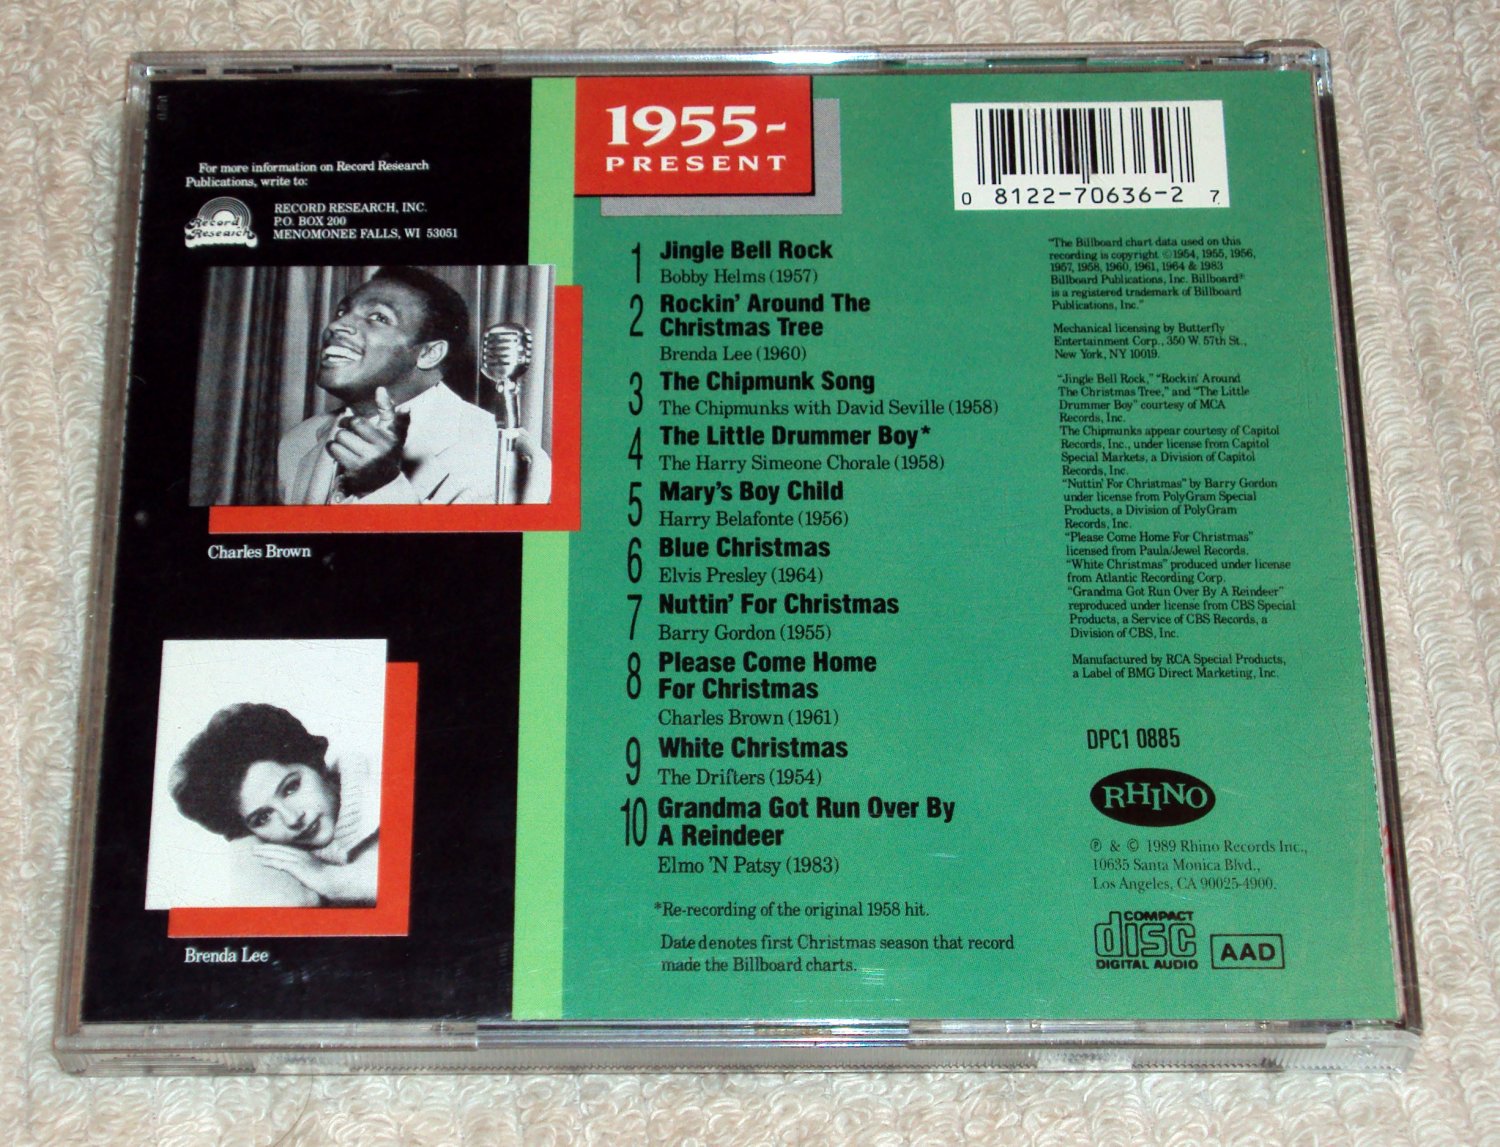 For more information on Record Research
Publications, write to:
Record
Research
RECORD RESEARCH, INC.
P.O. BOX 200
MENOMONEE FALLS, WI 53051
Charles Brown
Brenda Lee
1955-
PRESENT
1 Jingle Bell Rock
Bobby Helms (1957)
2 Rockin' Around The
Christmas Tree
Brenda Lee (1960)
3 The Chipmunk Song
The Chipmunks with David Seville (1958)
4 The Little Drummer Boy*
The Harry Simeone Chorale (1958)
5 Mary's Boy Child
Harry Belafonte (1956)
6 Blue Christmas
Elvis Presley (1964)
7 Nuttin' For Christmas
Barry Gordon (1955)
8 Please Come Home
For Christmas
Charles Brown (1961)
9 White Christmas
The Drifters (1954)
10 Grandma Got Run Over By
A Reindeer
Elmo 'N Patsy (1983)
*Re-recording of the original 1958 hit.
Date denotes first Christmas season that record
made the Billboard charts.
0 81227-0636-2 7
"The Billboard chart data used on this
recording is copyright ©1954, 1955, 1956,
1957, 1958, 1960, 1961, 1964 & 1983
Billboard Publications, Inc. Billboard®
is a registered trademark of Billboard
Publications, Inc."
Mechanical licensing by Butterfly
Entertainment Corp., 350 W. 57th St.,
New York, NY 10019.
"Jingle Bell Rock," "Rockin' Around
The Christmas Tree," and "The Little
Drummer Boy" courtesy of MCA
Records, Inc.
The Chipmunks appear courtesy of Capitol
Records, Inc., under license from Capitol
Special Markets, a Division of Capitol
Records, Inc.
"Nuttin' For Christmas" by Barry Gordon
under license from PolyGram Special
Products, a Division of PolyGram
Records, Inc.
"Please Come Home For Christmas"
licensed from Paula/Jewel Records.
"White Christmas" produced under license
from Atlantic Recording Corp.
"Grandma Got Run Over By A Reindeer"
reproduced under license from CBS Special
Products, a Service of CBS Records, a
Division of CBS, Inc.
Manufactured by RCA Special Products,
a Label of BMG Direct Marketing, Inc.
DPC1 0885
RHINO
℗ & © 1989 Rhino Records Inc.,
10635 Santa Monica Blvd.,
Los Angeles, CA 90025-4900.
COMPACT
disc
DIGITAL AUDIO
AAD